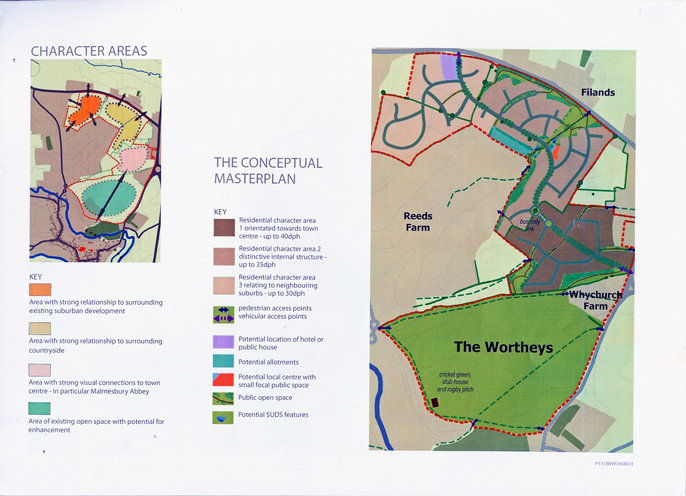 CHARACTER AREAS
KEY
Area with strong relationship to surrounding
existing suburban development
Area with strong relationship to surrounding
countryside
Area with strong visual connections to town
centre - in particular Malmesbury Abbey
Area of existing open space with potential for
enhancement
THE CONCEPTUAL
MASTERPLAN
KEY
Residential character area
1 orientated towards town
centre - up to 40dph
Residential character area 2
distinctive internal structure -
up to 35dph
Residential character area
3 relating to neighbouring
suburbs - up to 30dph
pedestrian access points
vehicular access points
Potential location of hotel or
public house
Potential allotments
Potential local centre with
small focal public space
Public open space
Potential SUDS features
Filands
Reeds
Farm
bus only
link
Whychurch
Farm
The Wortheys
cricket green,
club house
and rugby pitch